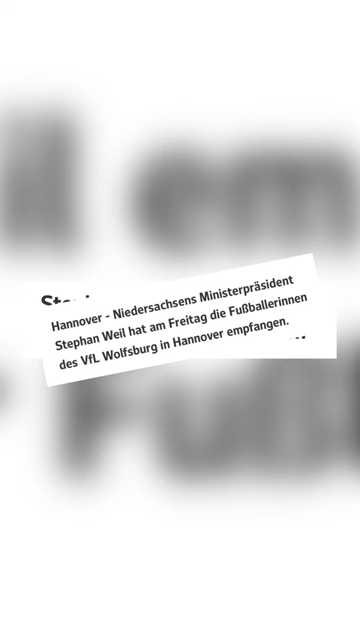 Hannover - Niedersachsens Ministerpräsident
Stephan Weil hat am Freitag die Fußballerinnen
des VfL Wolfsburg in Hannover empfangen.